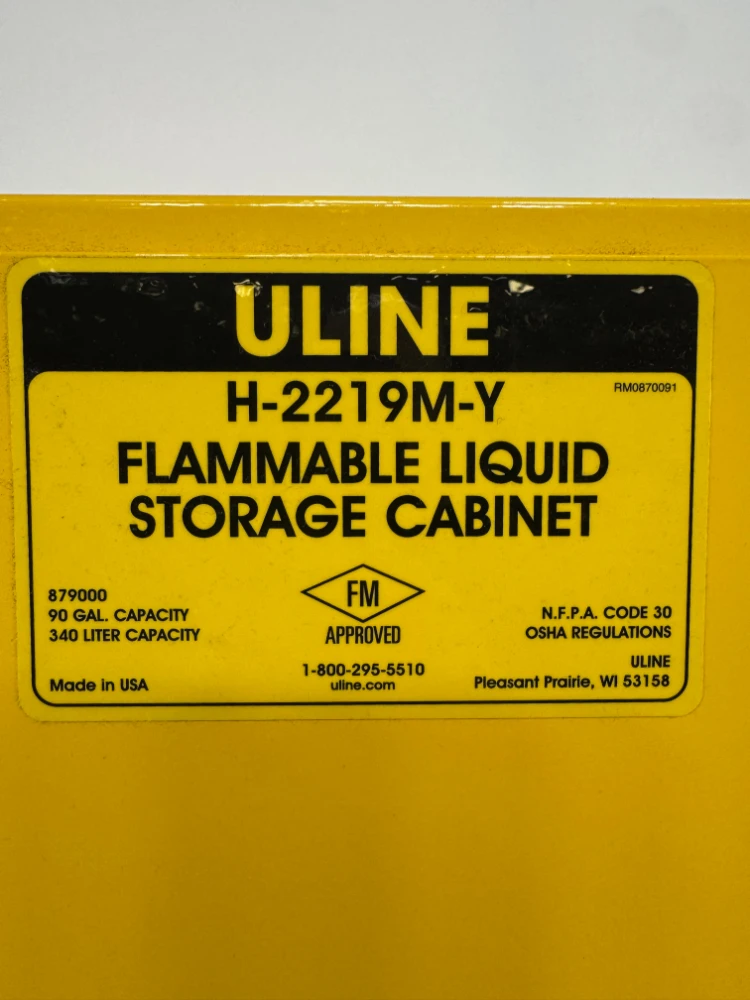 ULINE
H-2219M-Y
RM0870091
FLAMMABLE LIQUID
STORAGE CABINET
879000
90 GAL. CAPACITY
340 LITER CAPACITY
FM
APPROVED
N.F.P.A. CODE 30
OSHA REGULATIONS
Made in USA
1-800-295-5510
uline.com
ULINE
Pleasant Prairie, WI 53158